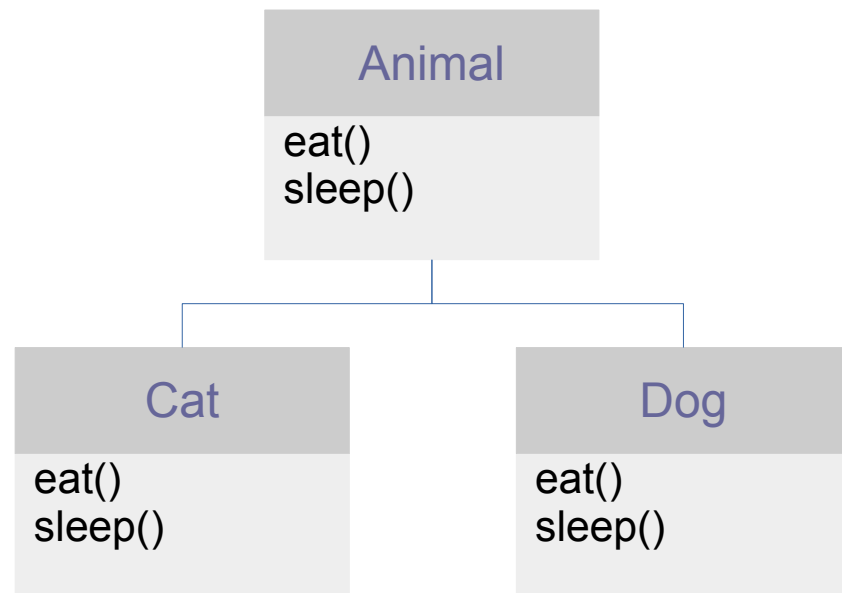 Animal
eat()
sleep()
Cat
eat()
sleep()
Dog
eat()
sleep()